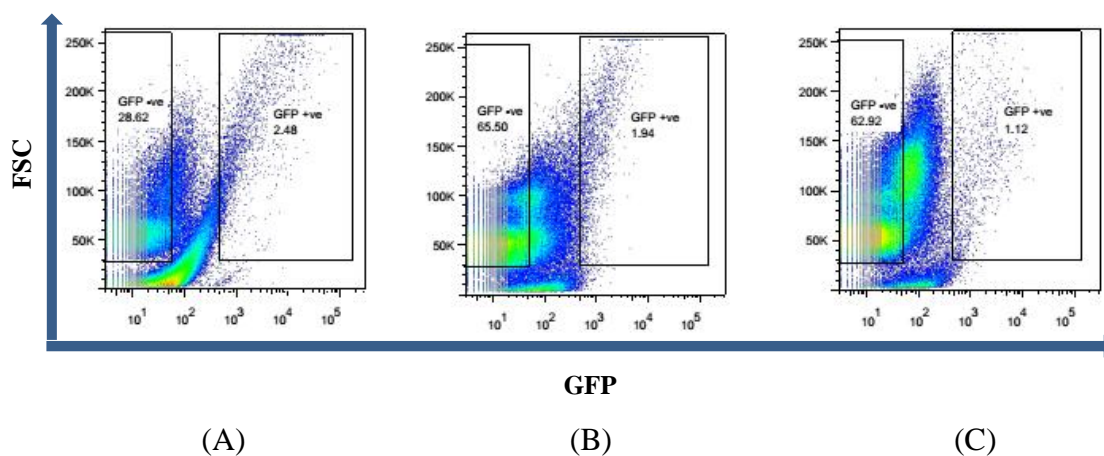 FSC
250K
200K
150K
100K
50K
GFP -ve
28.62
GFP +ve
2.48
10¹ 10² 10³ 10⁴ 10⁵
250K
200K
150K
100K
50K
GFP -ve
65.50
GFP +ve
1.94
10¹ 10² 10³ 10⁴ 10⁵
250K
200K
150K
100K
50K
GFP -ve
62.92
GFP +ve
1.12
10¹ 10² 10³ 10⁴ 10⁵
GFP
(A) (B) (C)